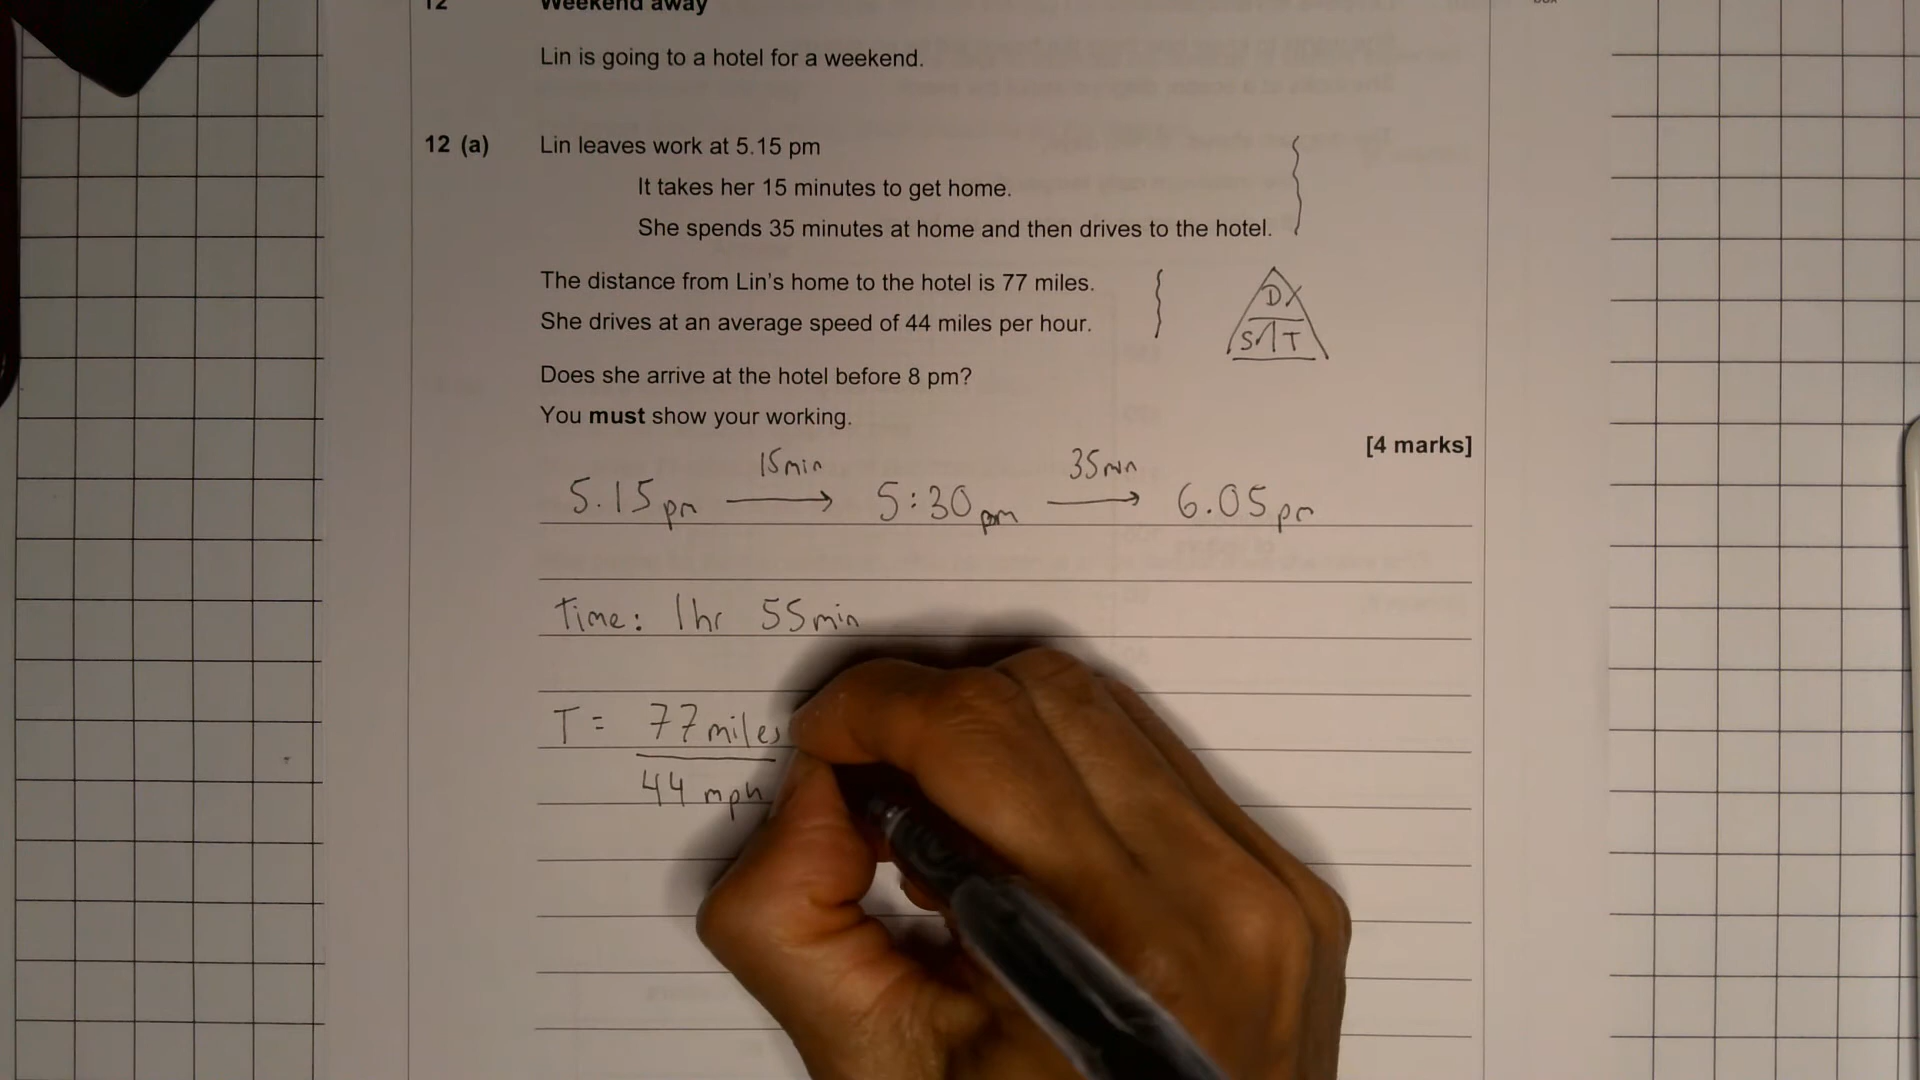 12 Weekend away
Lin is going to a hotel for a weekend.
12 (a) Lin leaves work at 5.15 pm
It takes her 15 minutes to get home.
She spends 35 minutes at home and then drives to the hotel.
The distance from Lin's home to the hotel is 77 miles.
She drives at an average speed of 44 miles per hour.
D
S T
Does she arrive at the hotel before 8 pm?
You must show your working.
[4 marks]
15min 35min
5.15pm → 5:30pm → 6.05pm
Time: 1hr 55min
T = 77miles
44 mph